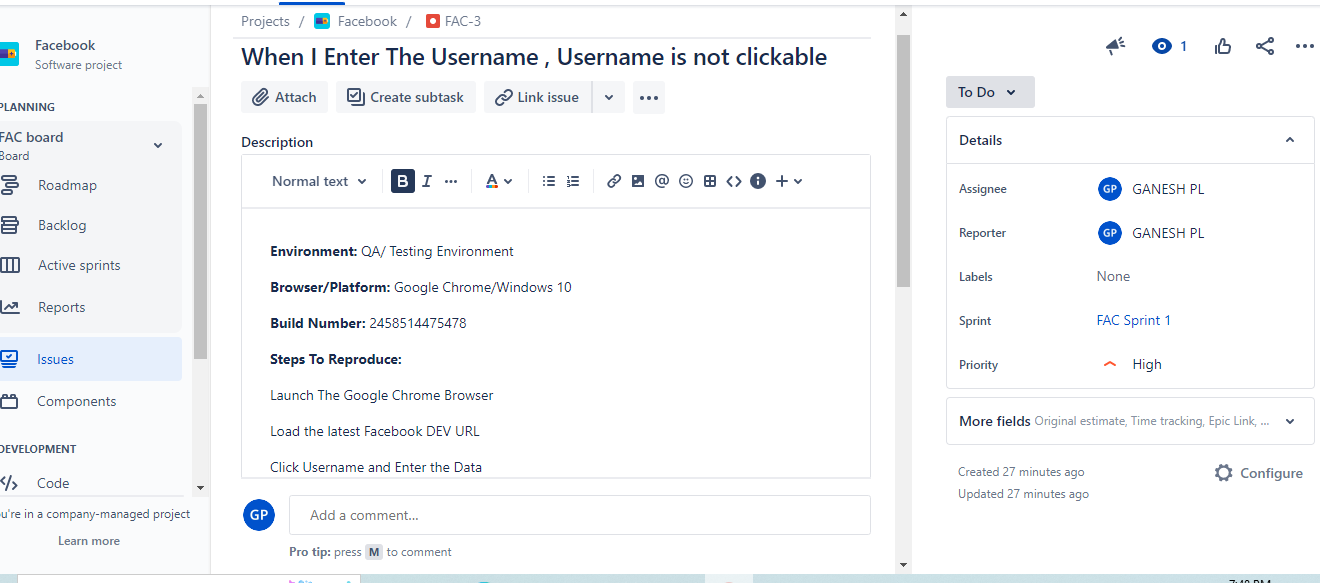 Projects / Facebook / FAC-3
Facebook
Software project
When I Enter The Username , Username is not clickable
Attach
Create subtask
Link issue
PLANNING
FAC board
Board
Roadmap
Backlog
Active sprints
Reports
Issues
Components
DEVELOPMENT
Code
You're in a company-managed project
Learn more
Description
Normal text
B I A
Environment: QA/ Testing Environment
Browser/Platform: Google Chrome/Windows 10
Build Number: 2458514475478
Steps To Reproduce:
Launch The Google Chrome Browser
Load the latest Facebook DEV URL
Click Username and Enter the Data
GP
Add a comment...
Pro tip: press M to comment
1
To Do
Details
Assignee GP GANESH PL
Reporter GP GANESH PL
Labels None
Sprint FAC Sprint 1
Priority High
More fields Original estimate, Time tracking, Epic Link, ...
Created 27 minutes ago
Updated 27 minutes ago
Configure